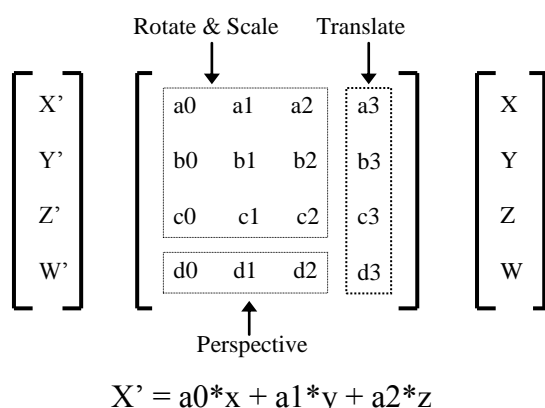 Rotate & Scale Translate
X’ a0 a1 a2 a3 X
Y’ b0 b1 b2 b3 Y
Z’ c0 c1 c2 c3 Z
W’ d0 d1 d2 d3 W
Perspective
X’ = a0*x + a1*y + a2*z